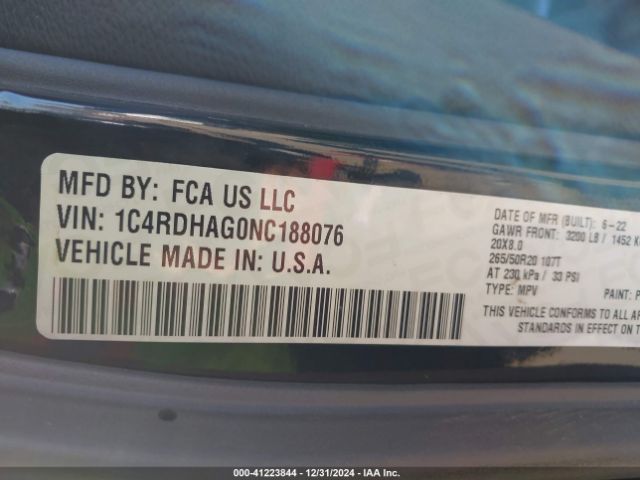 MFD BY: FCA US LLC
VIN: 1C4RDHAG0NC188076
VEHICLE MADE IN: U.S.A.
DATE OF MFR (BUILT): 6-22
GAWR FRONT: 3200 LB / 1452 K
20X8.0
265/50R20 107T
AT 230 kPa / 33 PSI
TYPE: MPV PAINT: P
THIS VEHICLE CONFORMS TO ALL AP
STANDARDS IN EFFECT ON T
00-41223844 - 12/31/2024 - IAA Inc.